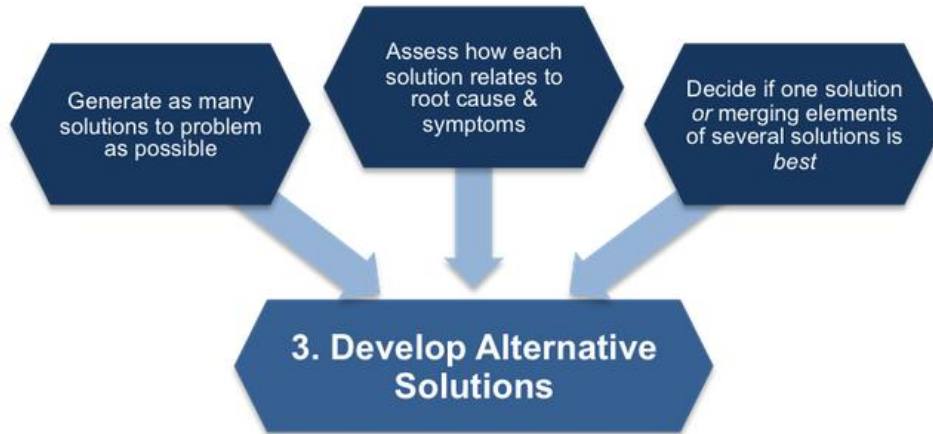 Generate as many
solutions to problem
as possible
Assess how each
solution relates to
root cause &
symptoms
Decide if one solution
or merging elements
of several solutions is
best
3. Develop Alternative
Solutions